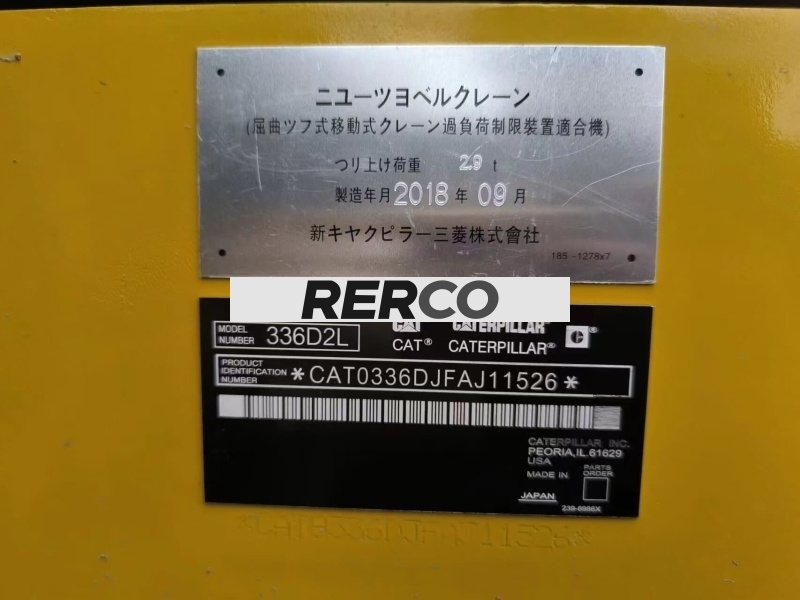 ニユーツヨベルクレーン
(屈曲ツフ式移動式クレーン過負荷制限装置適合機)
つり上げ荷重 2.9 t
製造年月 2018 年 09 月
新キヤクピラー三菱株式會社
185-1278x7
RERCO
MODEL NUMBER 336D2L
CAT CATERPILLAR
CAT® CATERPILLAR® C®
PRODUCT IDENTIFICATION NUMBER *CAT0336DJFAJ11526*
CATERPILLAR INC.
PEORIA,IL.61629
USA
MADE IN
PARTS ORDER
JAPAN
239-6986X
*CAT0336DJFAJ11526*